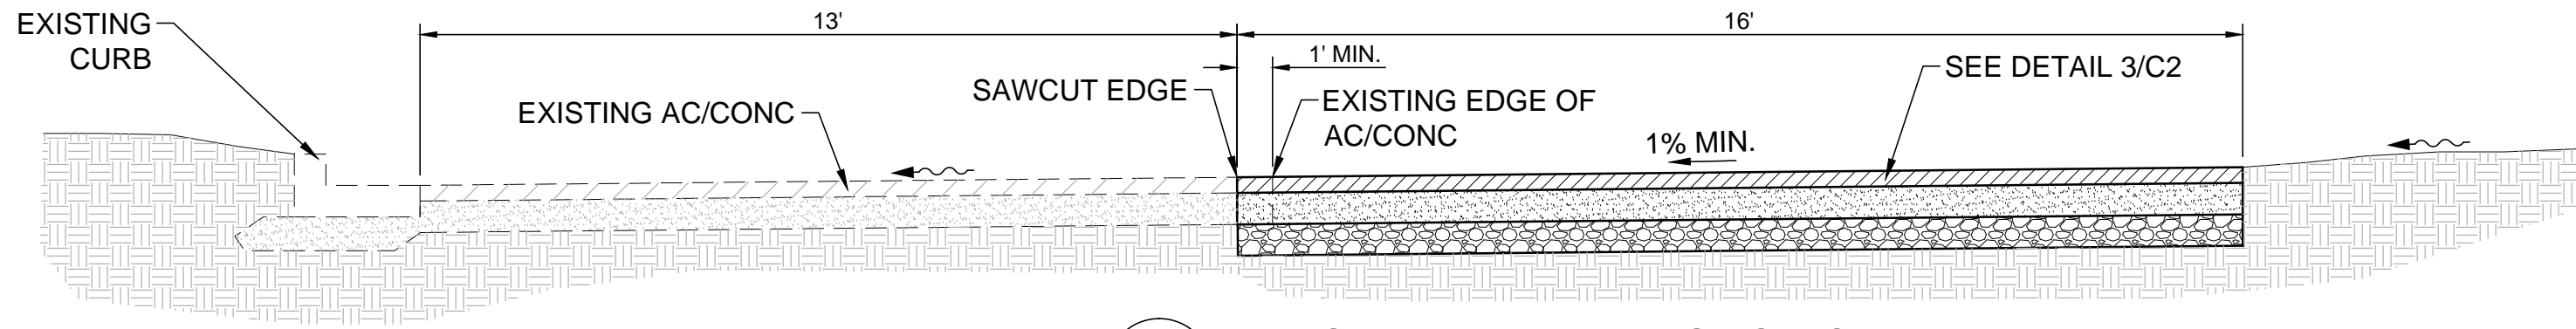 EXISTING
CURB
13'
16'
1' MIN.
SEE DETAIL 3/C2
SAWCUT EDGE
EXISTING EDGE OF
AC/CONC
EXISTING AC/CONC
1% MIN.